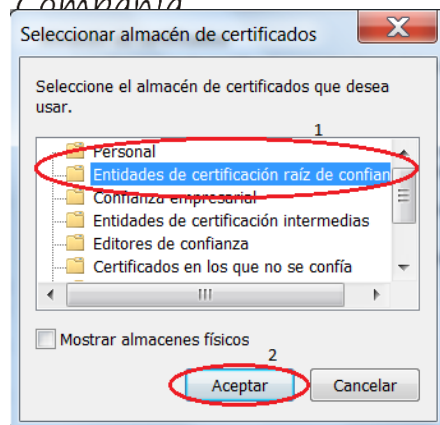 Compañía
Seleccionar almacén de certificados
Seleccione el almacén de certificados que desea
usar.
1
Personal
Entidades de certificación raíz de confian
Confianza empresarial
Entidades de certificación intermedias
Editores de confianza
Certificados en los que no se confía
Mostrar almacenes físicos
2
Aceptar
Cancelar